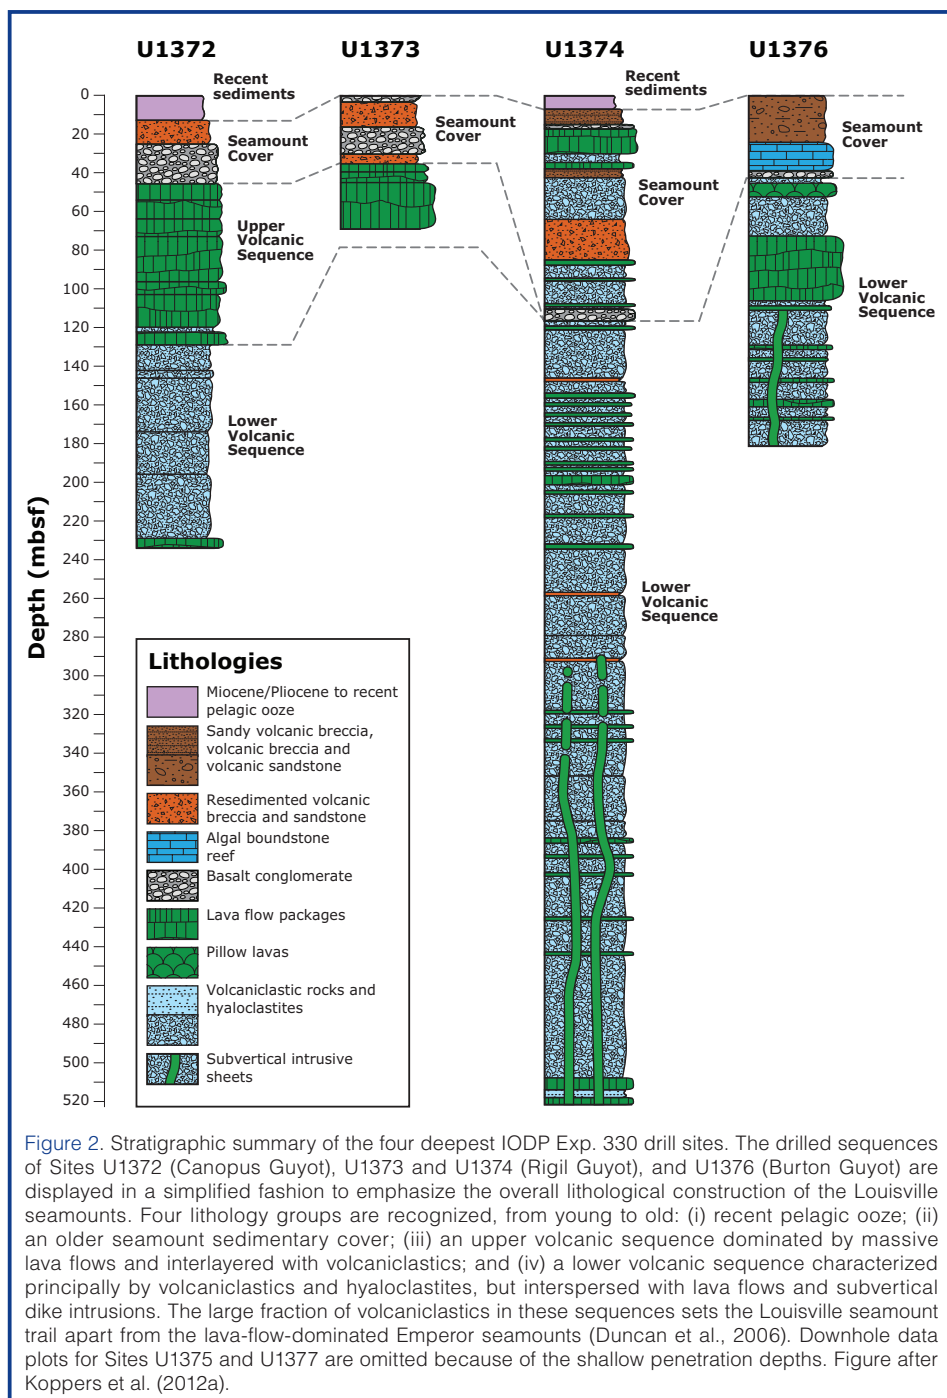 U1372
U1373
U1374
U1376
Recent
sediments
Seamount
Cover
Upper
Volcanic
Sequence
Lower
Volcanic
Sequence
Seamount
Cover
Recent
sediments
Seamount
Cover
Lower
Volcanic
Sequence
Seamount
Cover
Lower
Volcanic
Sequence
Depth (mbsf)
0
20
40
60
80
100
120
140
160
180
200
220
240
260
280
300
320
340
360
380
400
420
440
460
480
500
520
Lithologies
Miocene/Pliocene to recent
pelagic ooze
Sandy volcanic breccia,
volcanic breccia and
volcanic sandstone
Resedimented volcanic
breccia and sandstone
Algal boundstone
reef
Basalt conglomerate
Lava flow packages
Pillow lavas
Volcaniclastic rocks and
hyaloclastites
Subvertical intrusive
sheets
Figure 2. Stratigraphic summary of the four deepest IODP Exp. 330 drill sites. The drilled sequences
of Sites U1372 (Canopus Guyot), U1373 and U1374 (Rigil Guyot), and U1376 (Burton Guyot) are
displayed in a simplified fashion to emphasize the overall lithological construction of the Louisville
seamounts. Four lithology groups are recognized, from young to old: (i) recent pelagic ooze; (ii)
an older seamount sedimentary cover; (iii) an upper volcanic sequence dominated by massive
lava flows and interlayered with volcaniclastics; and (iv) a lower volcanic sequence characterized
principally by volcaniclastics and hyaloclastites, but interspersed with lava flows and subvertical
dike intrusions. The large fraction of volcaniclastics in these sequences sets the Louisville seamount
trail apart from the lava-flow-dominated Emperor seamounts (Duncan et al., 2006). Downhole data
plots for Sites U1375 and U1377 are omitted because of the shallow penetration depths. Figure after
Koppers et al. (2012a).